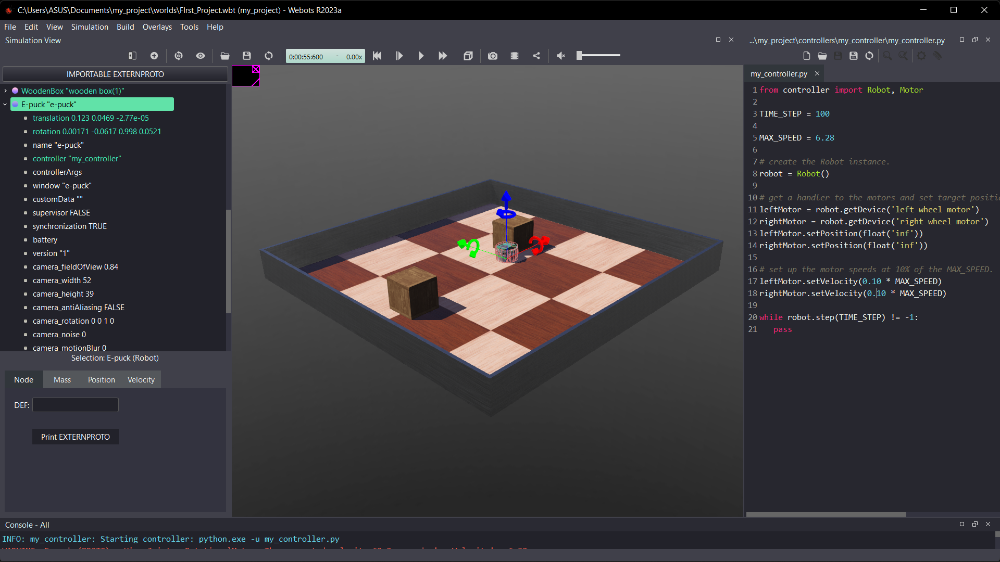 C:\Users\ASUS\Documents\my_project\worlds\FIrst_Project.wbt (my_project) - Webots R2023a
File Edit View Simulation Build Overlays Tools Help
Simulation View
0:00:55:600 - 0.00x
IMPORTABLE EXTERNPROTO
WoodenBox "wooden box(1)"
E-puck "e-puck"
translation 0.123 0.0469 -2.77e-05
rotation 0.00171 -0.0617 0.998 0.0521
name "e-puck"
controller "my_controller"
controllerArgs
window "e-puck"
customData ""
supervisor FALSE
synchronization TRUE
battery
version "1"
camera_fieldOfView 0.84
camera_width 52
camera_height 39
camera_antiAliasing FALSE
camera_rotation 0 0 1 0
camera_noise 0
camera_motionBlur 0
Selection: E-puck (Robot)
Node Mass Position Velocity
DEF:
Print EXTERNPROTO
...\my_project\controllers\my_controller\my_controller.py
my_controller.py
1 from controller import Robot, Motor
2
3 TIME_STEP = 100
4
5 MAX_SPEED = 6.28
6
7 # create the Robot instance.
8 robot = Robot()
9
10 # get a handler to the motors and set target positi
11 leftMotor = robot.getDevice('left wheel motor')
12 rightMotor = robot.getDevice('right wheel motor')
13 leftMotor.setPosition(float('inf'))
14 rightMotor.setPosition(float('inf'))
15
16 # set up the motor speeds at 10% of the MAX_SPEED.
17 leftMotor.setVelocity(0.10 * MAX_SPEED)
18 rightMotor.setVelocity(0.10 * MAX_SPEED)
19
20 while robot.step(TIME_STEP) != -1:
21 pass
Console - All
INFO: my_controller: Starting controller: python.exe -u my_controller.py